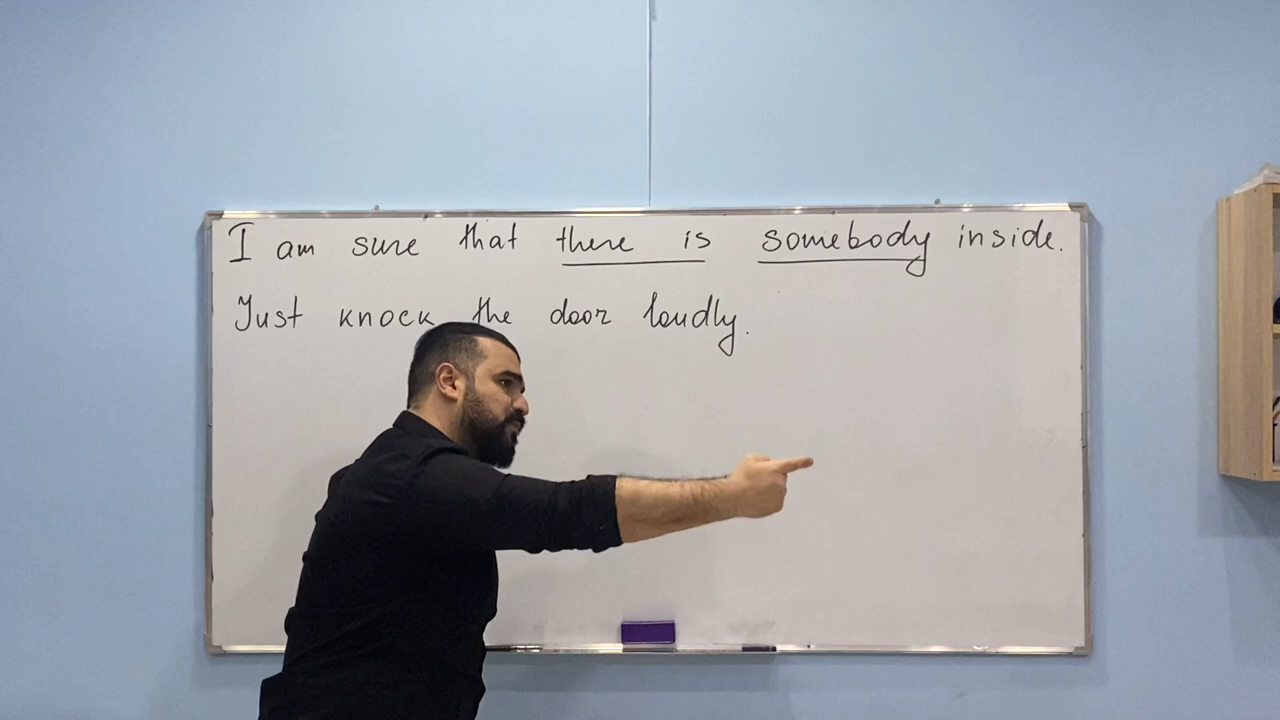 I am sure that there is somebody inside.
Just knock the door loudly.